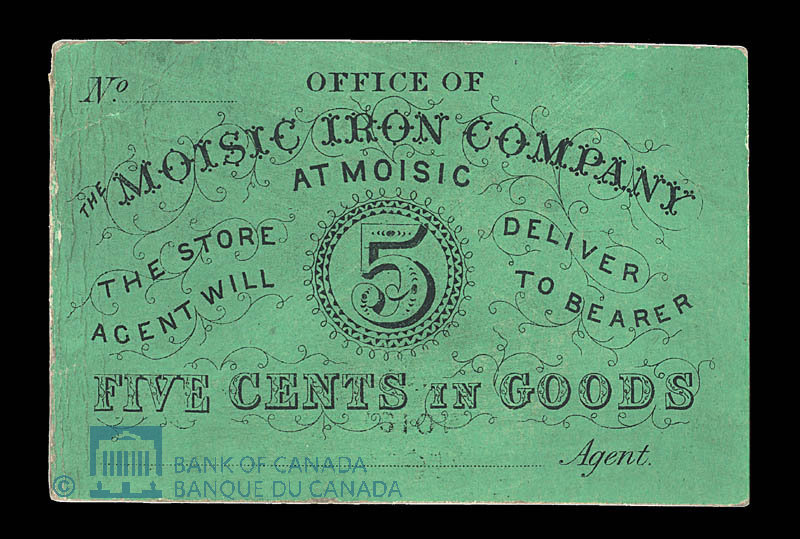 No.
OFFICE OF
THE MOISIC IRON COMPANY
AT MOISIC
THE STORE
AGENT WILL
5
DELIVER
TO BEARER
FIVE CENTS IN GOODS
Agent.
© BANK OF CANADA
BANQUE DU CANADA